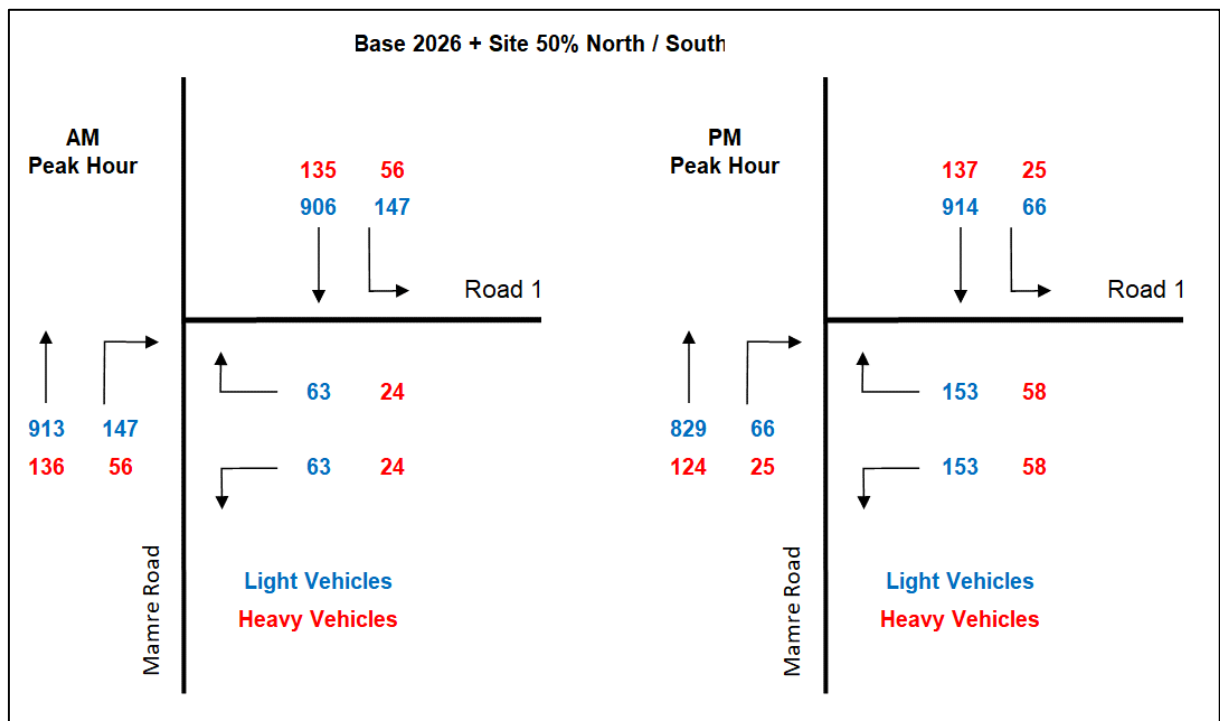 Base 2026 + Site 50% North / South
AM
Peak Hour
135 56
906 147
Road 1
63 24
913 147
136 56
63 24
Mamre Road
Light Vehicles
Heavy Vehicles
PM
Peak Hour
137 25
914 66
Road 1
153 58
829 66
124 25
153 58
Mamre Road
Light Vehicles
Heavy Vehicles